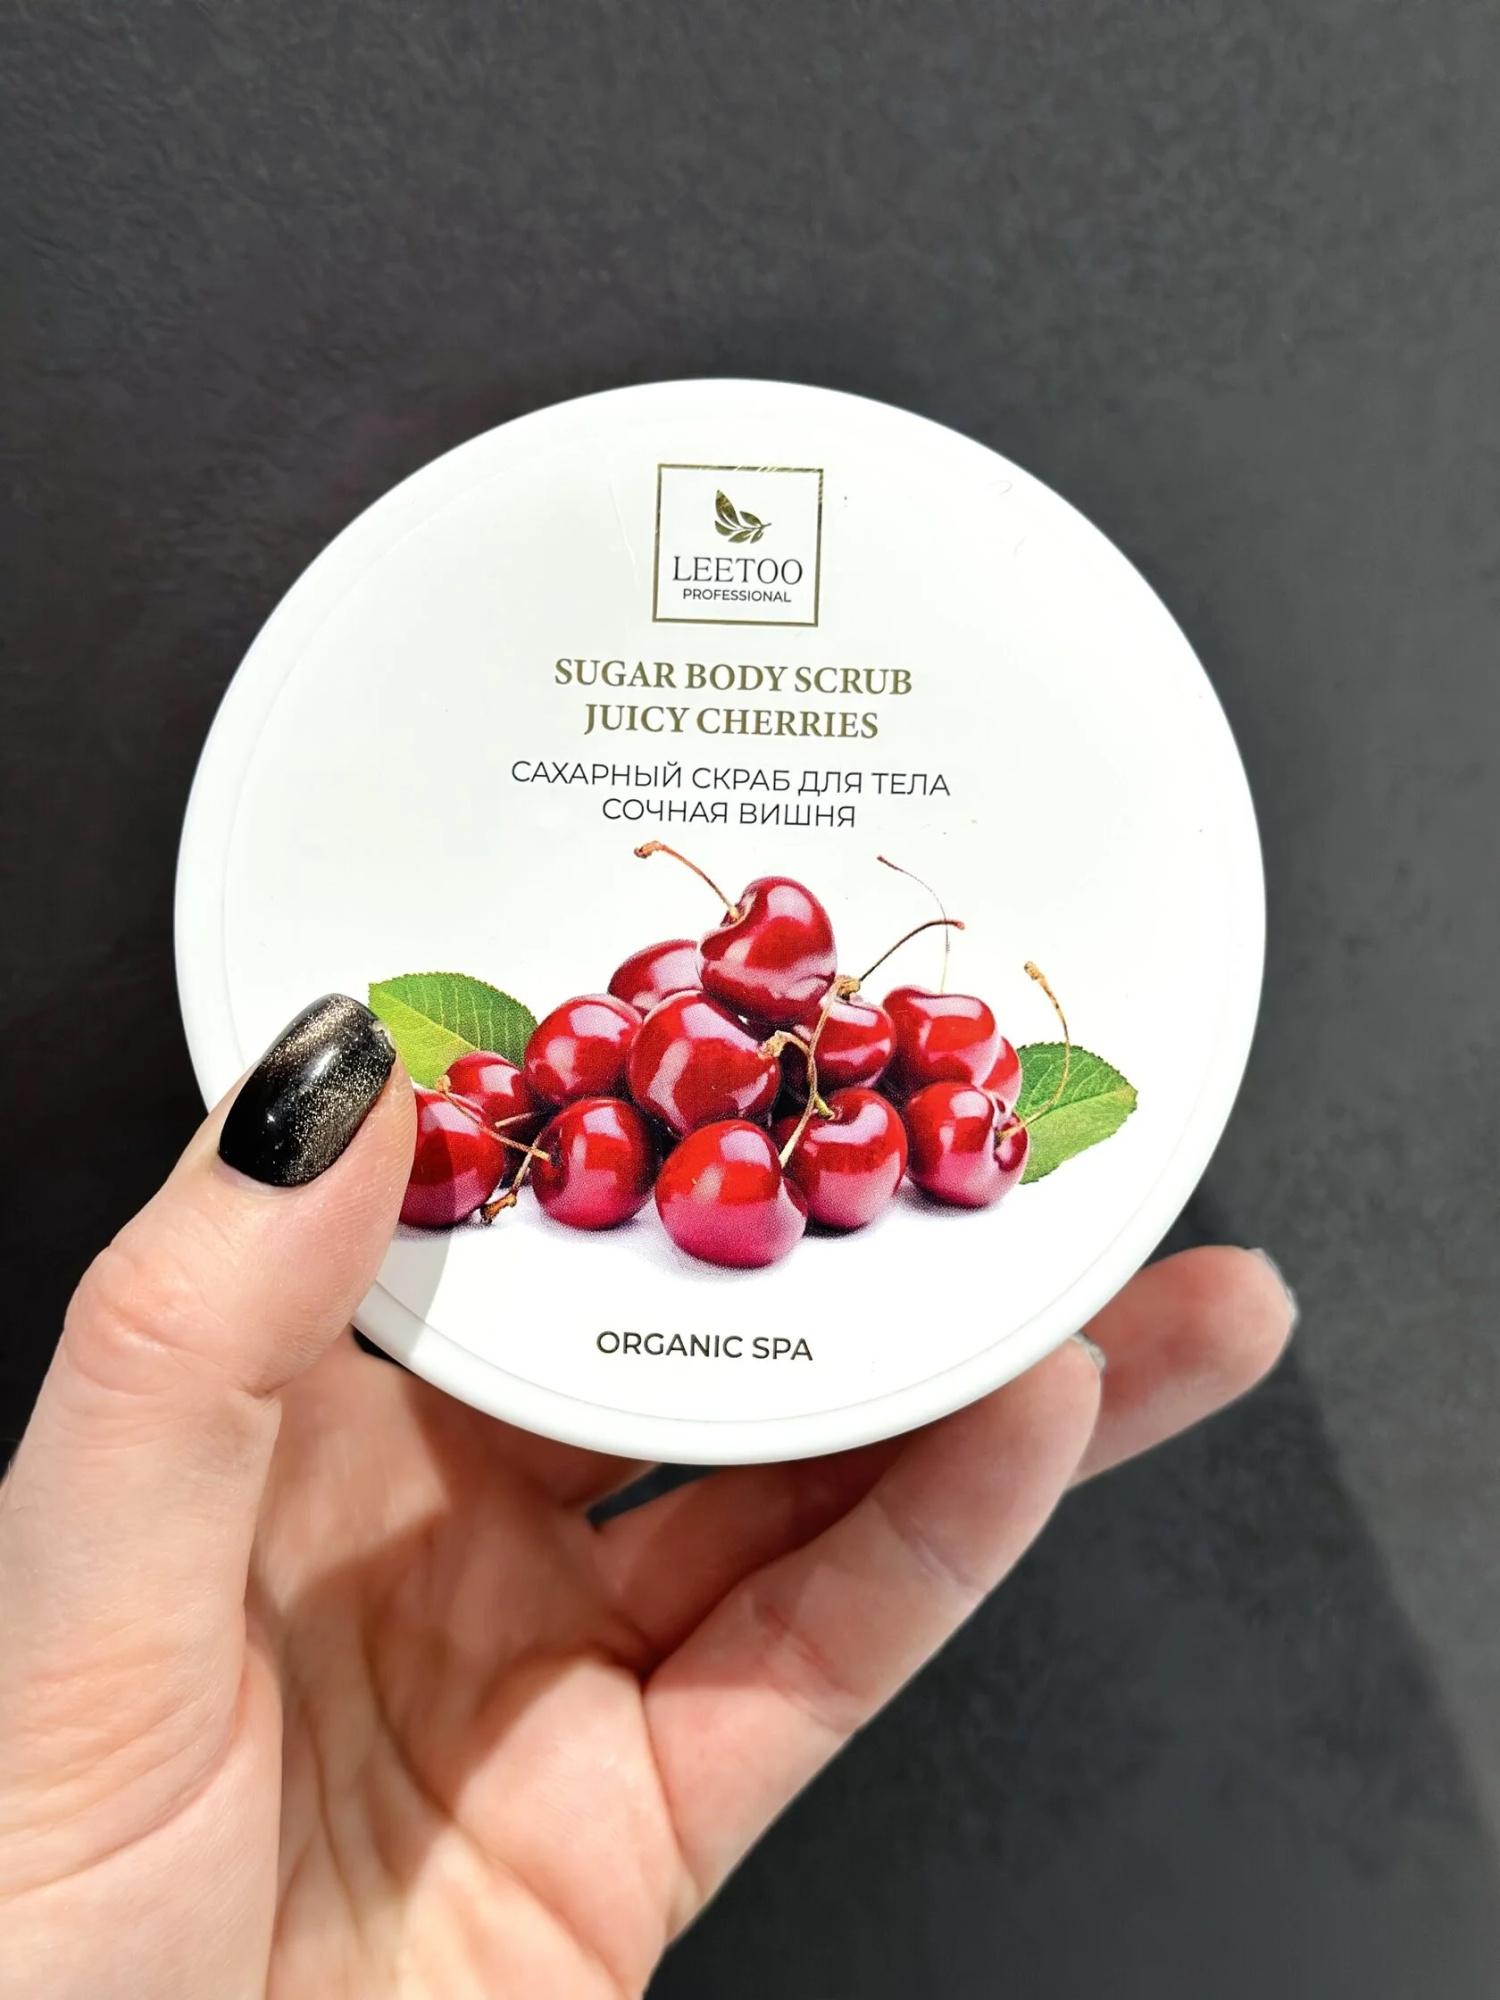 LEETOO
PROFESSIONAL
SUGAR BODY SCRUB
JUICY CHERRIES
САХАРНЫЙ СКРАБ ДЛЯ ТЕЛА
СОЧНАЯ ВИШНЯ
ORGANIC SPA